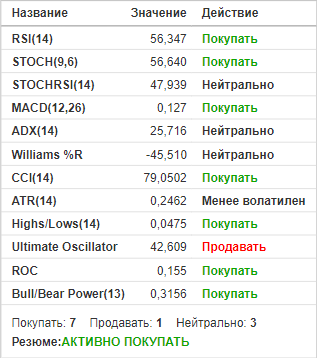 Название Значение Действие
RSI(14) 56,347 Покупать
STOCH(9,6) 56,640 Покупать
STOCHRSI(14) 47,939 Нейтрально
MACD(12,26) 0,127 Покупать
ADX(14) 25,716 Нейтрально
Williams %R -45,510 Нейтрально
CCI(14) 79,0502 Покупать
ATR(14) 0,2462 Менее волатилен
Highs/Lows(14) 0,0475 Покупать
Ultimate Oscillator 42,609 Продавать
ROC 0,155 Покупать
Bull/Bear Power(13) 0,3156 Покупать
Покупать: 7 Продавать: 1 Нейтрально: 3
Резюме:АКТИВНО ПОКУПАТЬ